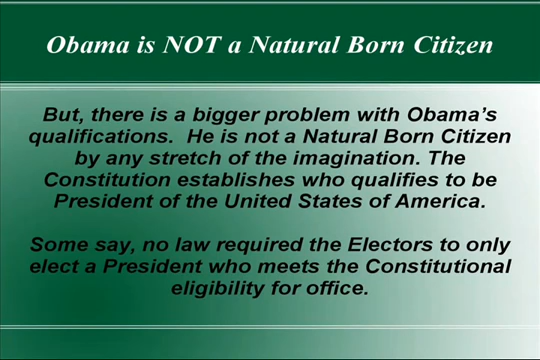 Obama is NOT a Natural Born Citizen
But, there is a bigger problem with Obama's
qualifications.  He is not a Natural Born Citizen
by any stretch of the imagination. The
Constitution establishes who qualifies to be
President of the United States of America.
Some say, no law required the Electors to only
elect a President who meets the Constitutional
eligibility for office.